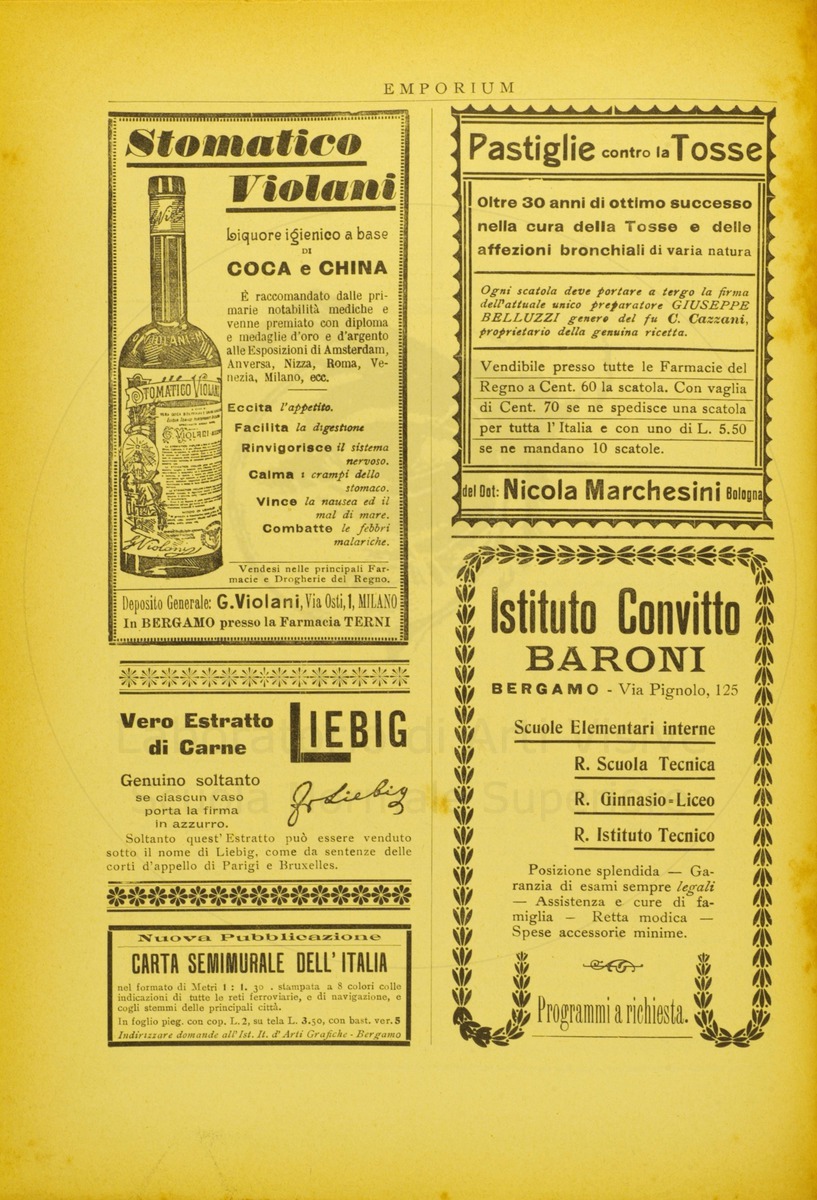 EMPORIUM
Stomatico
Violani
Liquore igienico a base
DI
COCA e CHINA
È raccomandato dalle pri-
marie notabilità mediche e
venne premiato con diploma
e medaglie d'oro e d'argento
alle Esposizioni di Amsterdam,
Anversa, Nizza, Roma, Ve-
nezia, Milano, ecc.
Eccita l'appetito.
Facilita la digestione
Rinvigorisce il sistema
nervoso.
Calma i crampi dello
stomaco.
Vince la nausea ed il
mal di mare.
Combatte le febbri
malariche.
Vendesi nelle principali Far-
macie e Drogherie del Regno.
STOMATICO VIOLANI
G Violani
Deposito Generale: G.Violani, Via Osti, 1, MILANO
In BERGAMO presso la Farmacia TERNI
Vero Estratto
di Carne
LIEBIG
Genuino soltanto
se ciascun vaso
porta la firma
in azzurro.
Soltanto quest' Estratto può essere venduto
sotto il nome di Liebig, come da sentenze delle
corti d'appello di Parigi e Bruxelles.
Nuova Pubblicazione
CARTA SEMIMURALE DELL' ITALIA
nel formato di Metri 1 : 1. 30 . stampata a 8 colori colle
indicazioni di tutte le reti ferroviarie, e di navigazione, e
cogli stemmi delle principali città.
In foglio pieg. con cop. L. 2, su tela L. 3.50, con bast. ver. 5
Indirizzare domande all'Ist. It. d'Arti Grafiche - Bergamo
Pastiglie contro la Tosse
Oltre 30 anni di ottimo successo
nella cura della Tosse e delle
affezioni bronchiali di varia natura
Ogni scatola deve portare a tergo la firma
dell'attuale unico preparatore GIUSEPPE
BELLUZZI genero del fu C. Cazzani,
proprietario della genuina ricetta.
Vendibile presso tutte le Farmacie del
Regno a Cent. 60 la scatola. Con vaglia
di Cent. 70 se ne spedisce una scatola
per tutta l' Italia e con uno di L. 5.50
se ne mandano 10 scatole.
del Dot: Nicola Marchesini Bologna
Istituto Convitto
BARONI
BERGAMO - Via Pignolo, 125
Scuole Elementari interne
R. Scuola Tecnica
R. Ginnasio=Liceo
R. Istituto Tecnico
Posizione splendida — Ga-
ranzia di esami sempre legali
— Assistenza e cure di fa-
miglia — Retta modica —
Spese accessorie minime.
Programmi a richiesta.